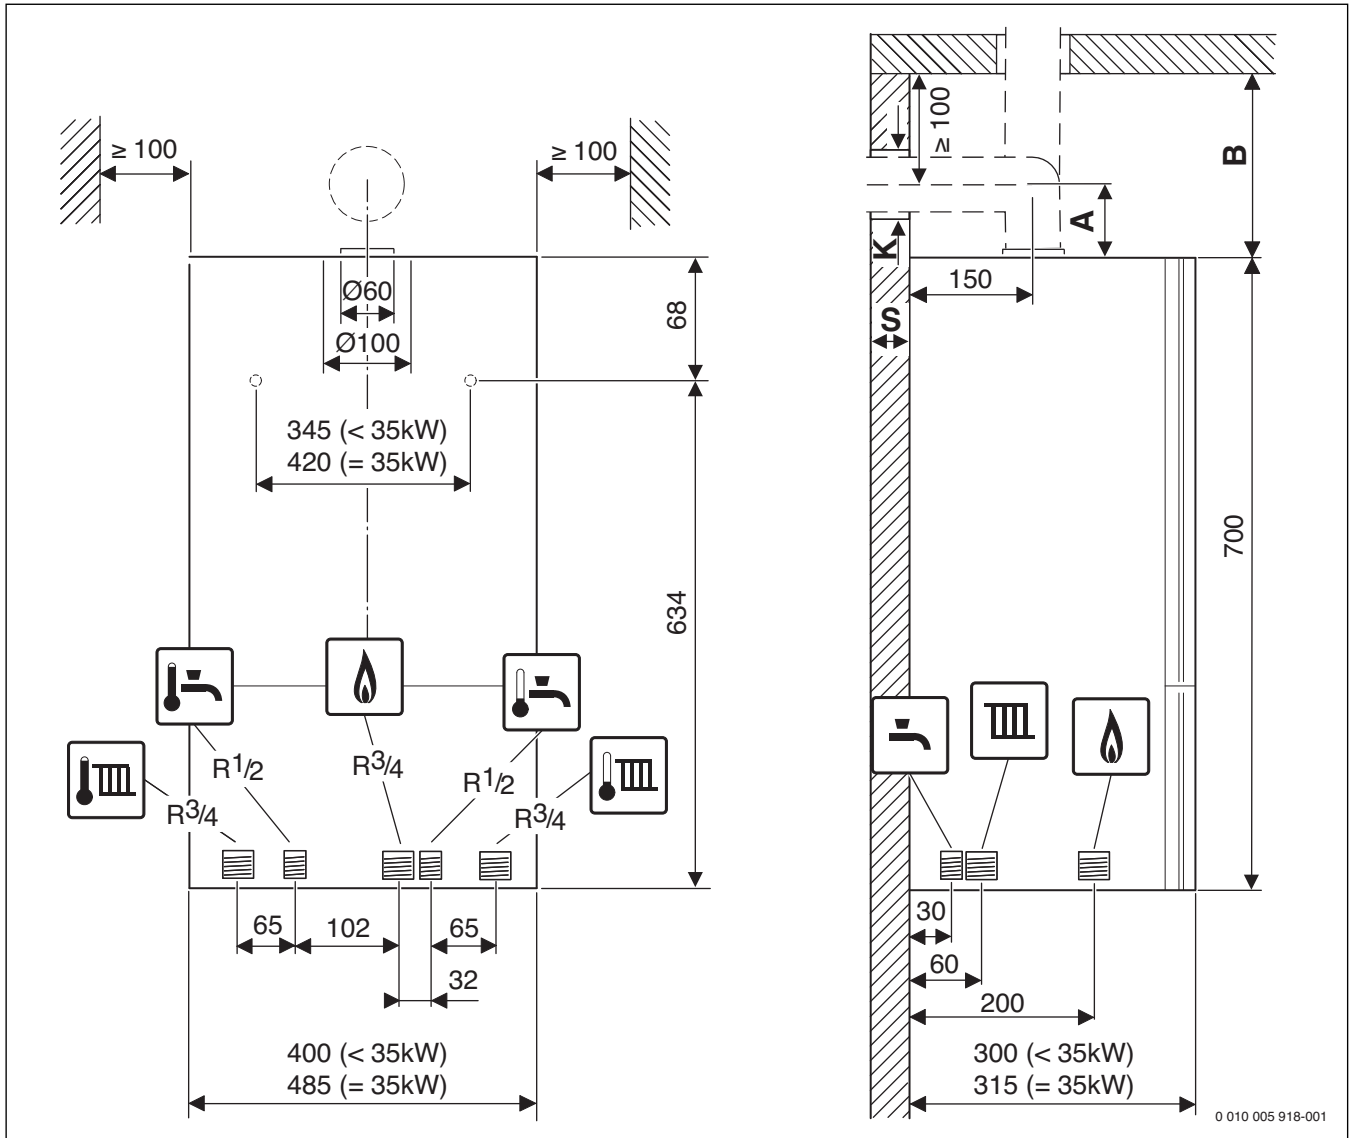 ≥ 100
≥ 100
Ø60
Ø100
68
345 (< 35kW)
420 (= 35kW)
634
R1/2
R3/4
R1/2
R3/4
R3/4
65
102
65
32
400 (< 35kW)
485 (= 35kW)
≥ 100
B
A
K
150
S
700
30
60
200
300 (< 35kW)
315 (= 35kW)
0 010 005 918-001